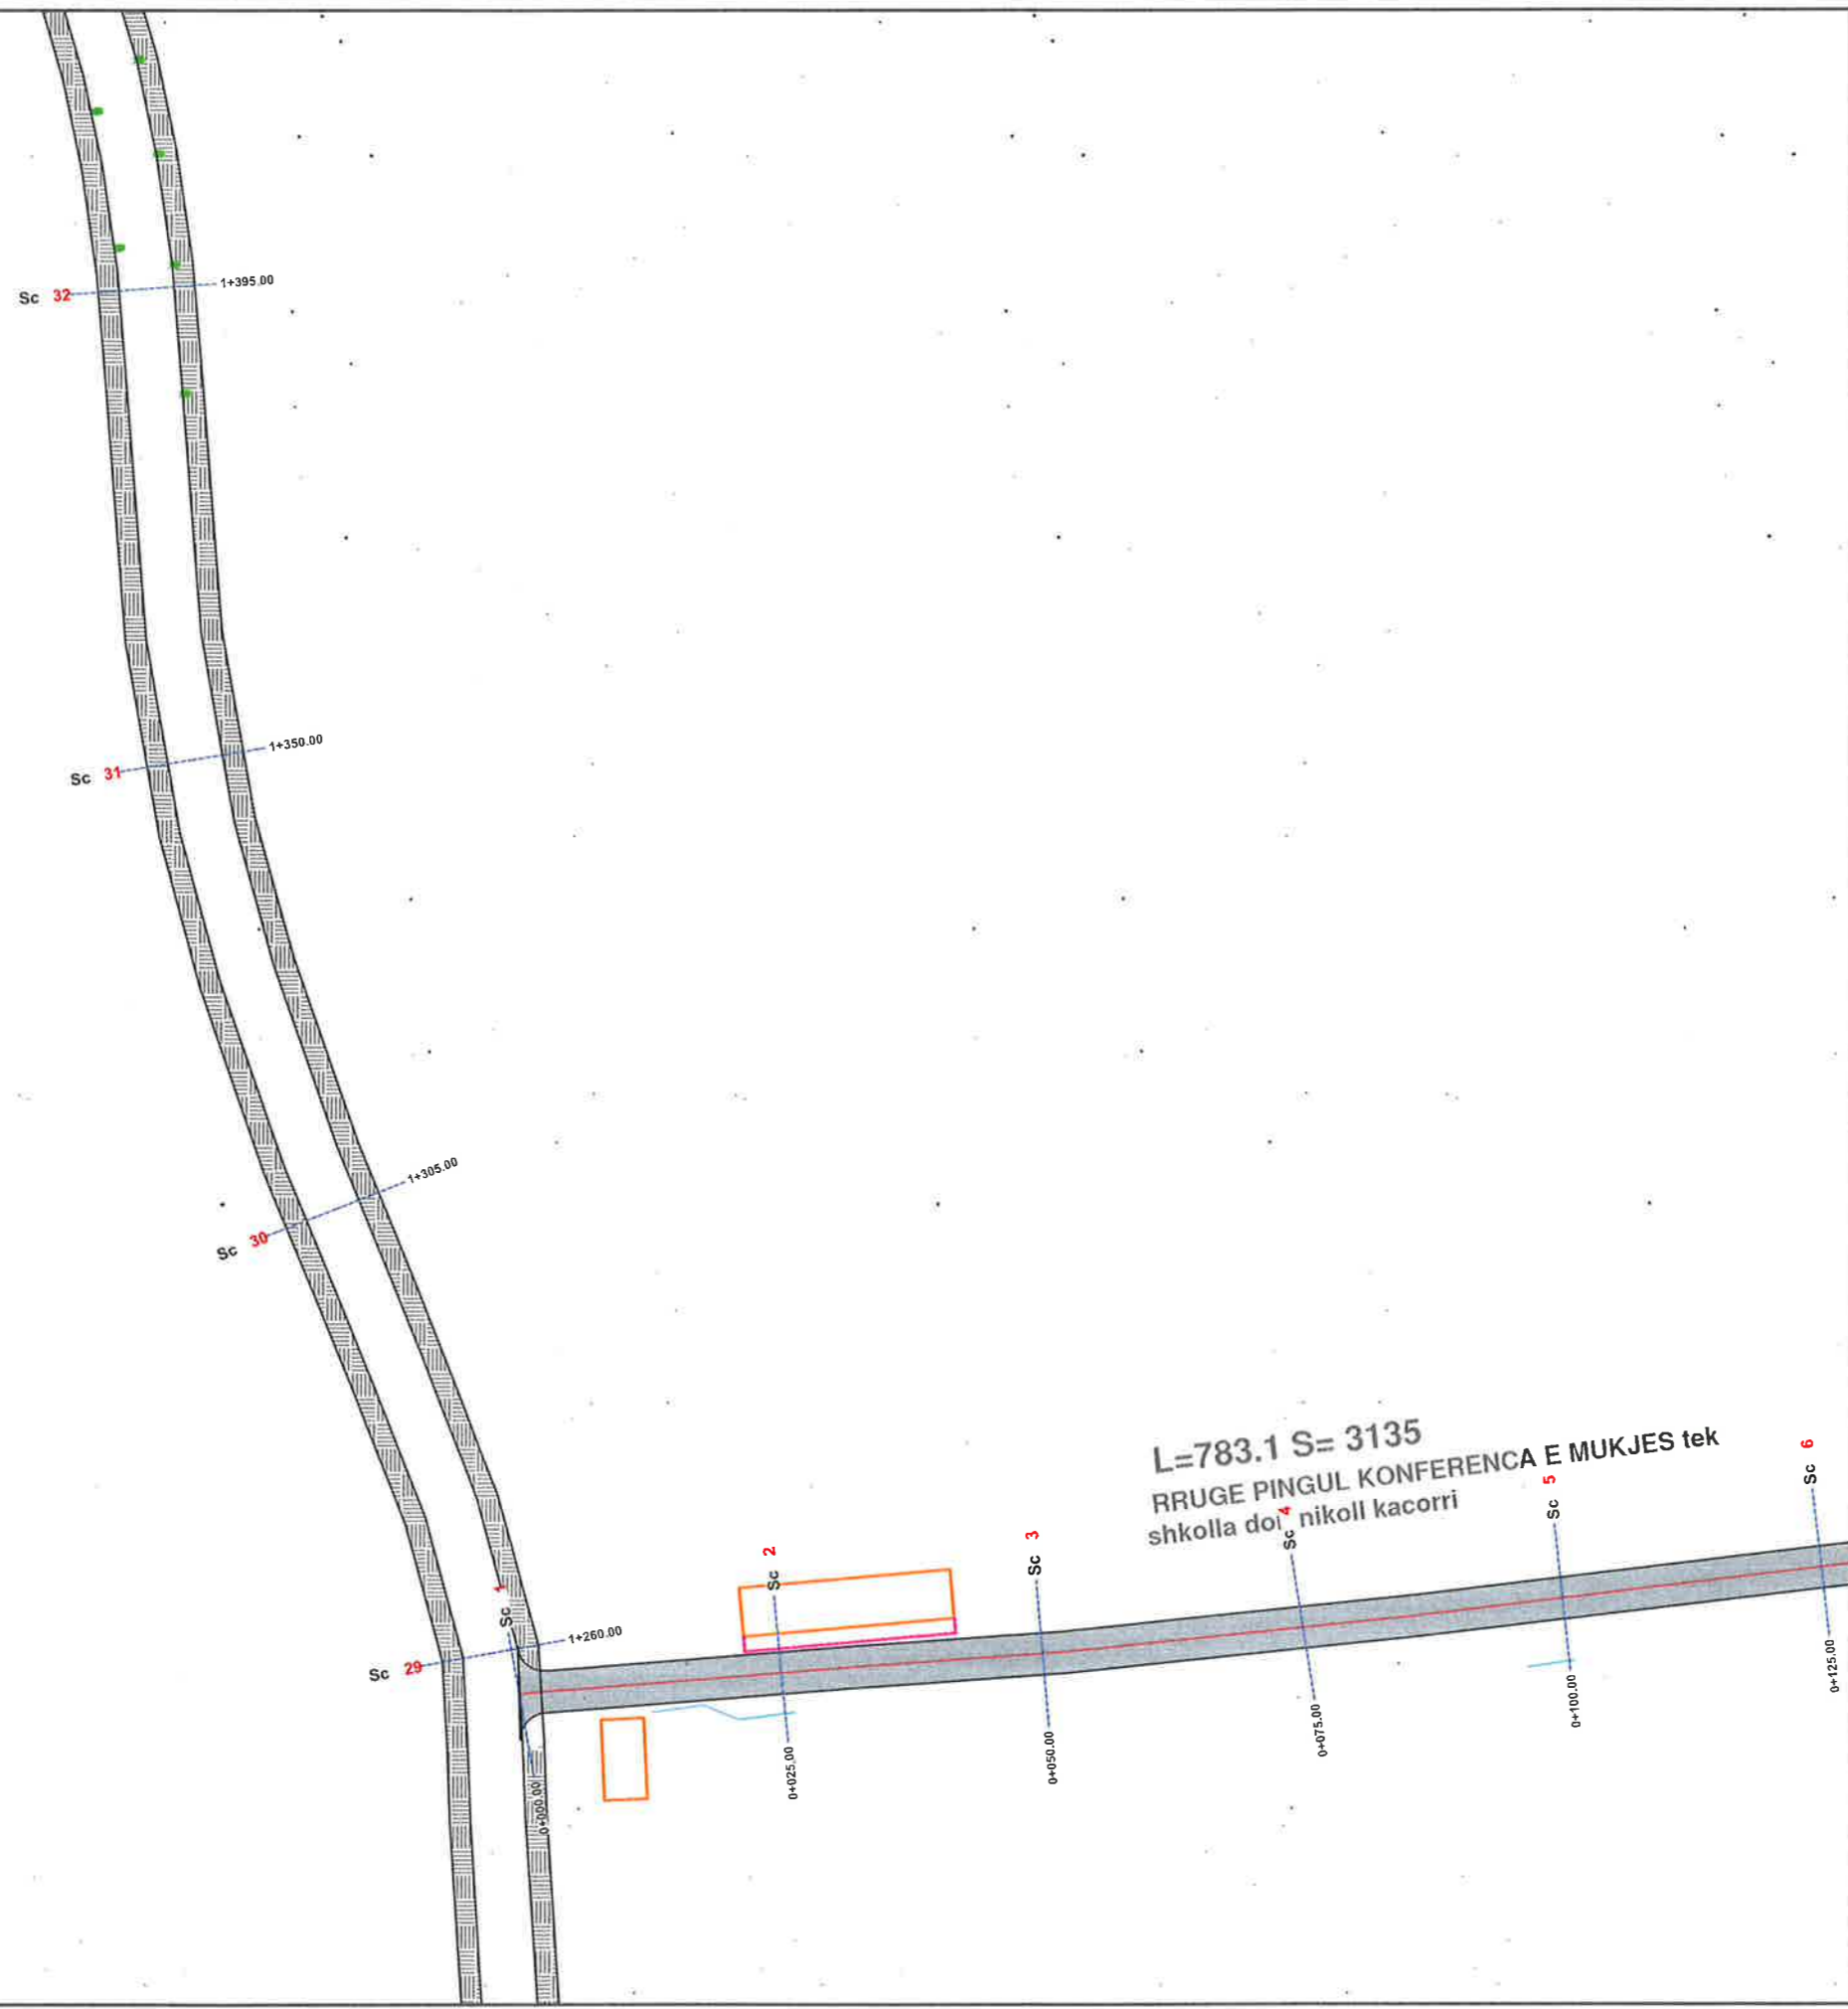 Sc 32 1+395.00
Sc 31 1+350.00
Sc 30 1+305.00
L=783.1 S= 3135
RRUGE PINGUL KONFERENCA E MUKJES tek
shkolla nikoll kacorri
Sc 29 1+260.00
Sc 1 0+000.00
Sc 2 0+025.00
Sc 3 0+050.00
Sc 4 0+075.00
Sc 5 0+100.00
Sc 6 0+125.00